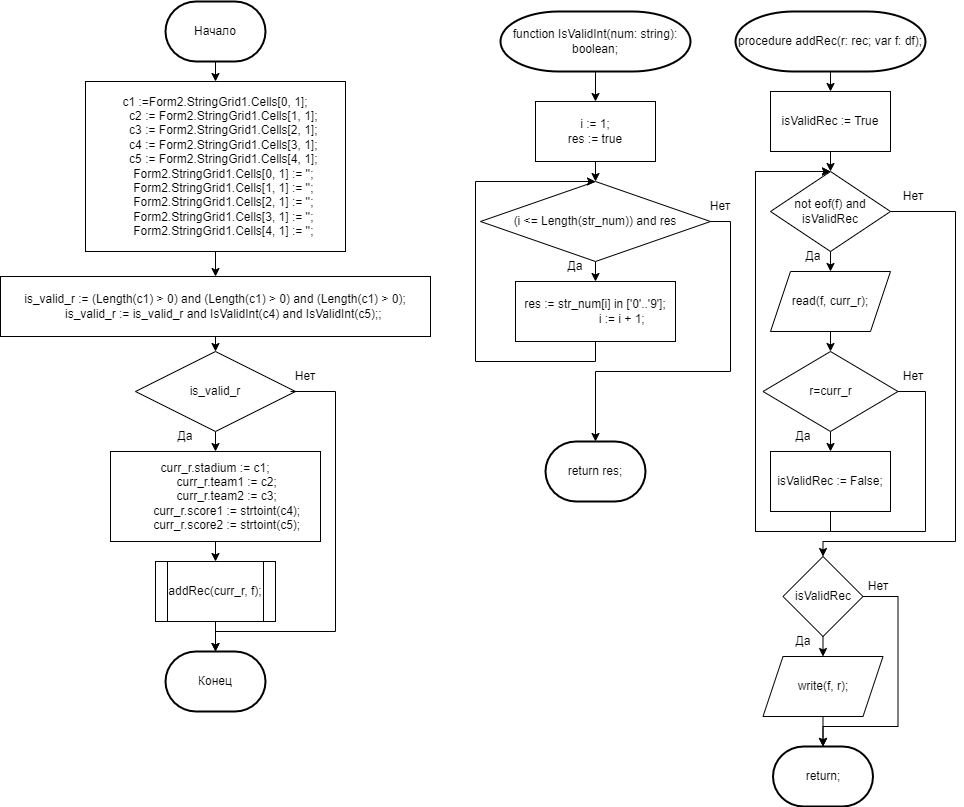 Начало
c1 :=Form2.StringGrid1.Cells[0, 1];
c2 := Form2.StringGrid1.Cells[1, 1];
c3 := Form2.StringGrid1.Cells[2, 1];
c4 := Form2.StringGrid1.Cells[3, 1];
c5 := Form2.StringGrid1.Cells[4, 1];
Form2.StringGrid1.Cells[0, 1] := '';
Form2.StringGrid1.Cells[1, 1] := '';
Form2.StringGrid1.Cells[2, 1] := '';
Form2.StringGrid1.Cells[3, 1] := '';
Form2.StringGrid1.Cells[4, 1] := '';
is_valid_r := (Length(c1) > 0) and (Length(c1) > 0) and (Length(c1) > 0);
is_valid_r := is_valid_r and IsValidInt(c4) and IsValidInt(c5);;
is_valid_r
Нет
Да
curr_r.stadium := c1;
curr_r.team1 := c2;
curr_r.team2 := c3;
curr_r.score1 := strtoint(c4);
curr_r.score2 := strtoint(c5);
addRec(curr_r, f);
Конец
function IsValidInt(num: string):
boolean;
i := 1;
res := true
(i <= Length(str_num)) and res
Нет
Да
res := str_num[i] in ['0'..'9'];
i := i + 1;
return res;
procedure addRec(r: rec; var f: df);
isValidRec := True
not eof(f) and
isValidRec
Нет
Да
read(f, curr_r);
r=curr_r
Нет
Да
isValidRec := False;
isValidRec
Нет
Да
write(f, r);
return;